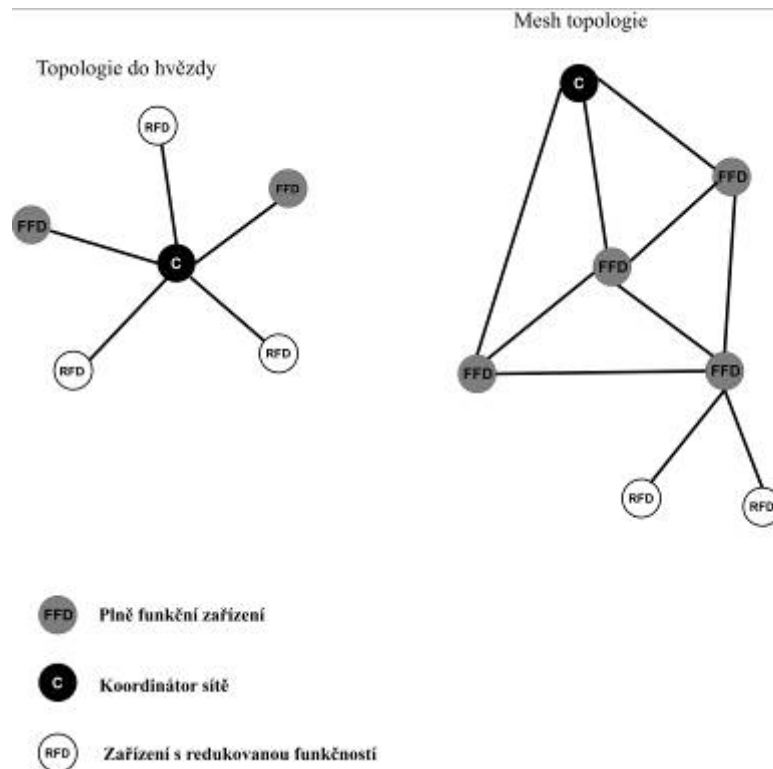 Mesh topologie
Topologie do hvězdy
C
RFD
FFD
FFD
FFD
C
FFD
RFD
RFD
FFD
FFD
RFD
RFD
FFD Plně funkční zařízení
C Koordinátor sítě
RFD Zařízení s redukovanou funkčností